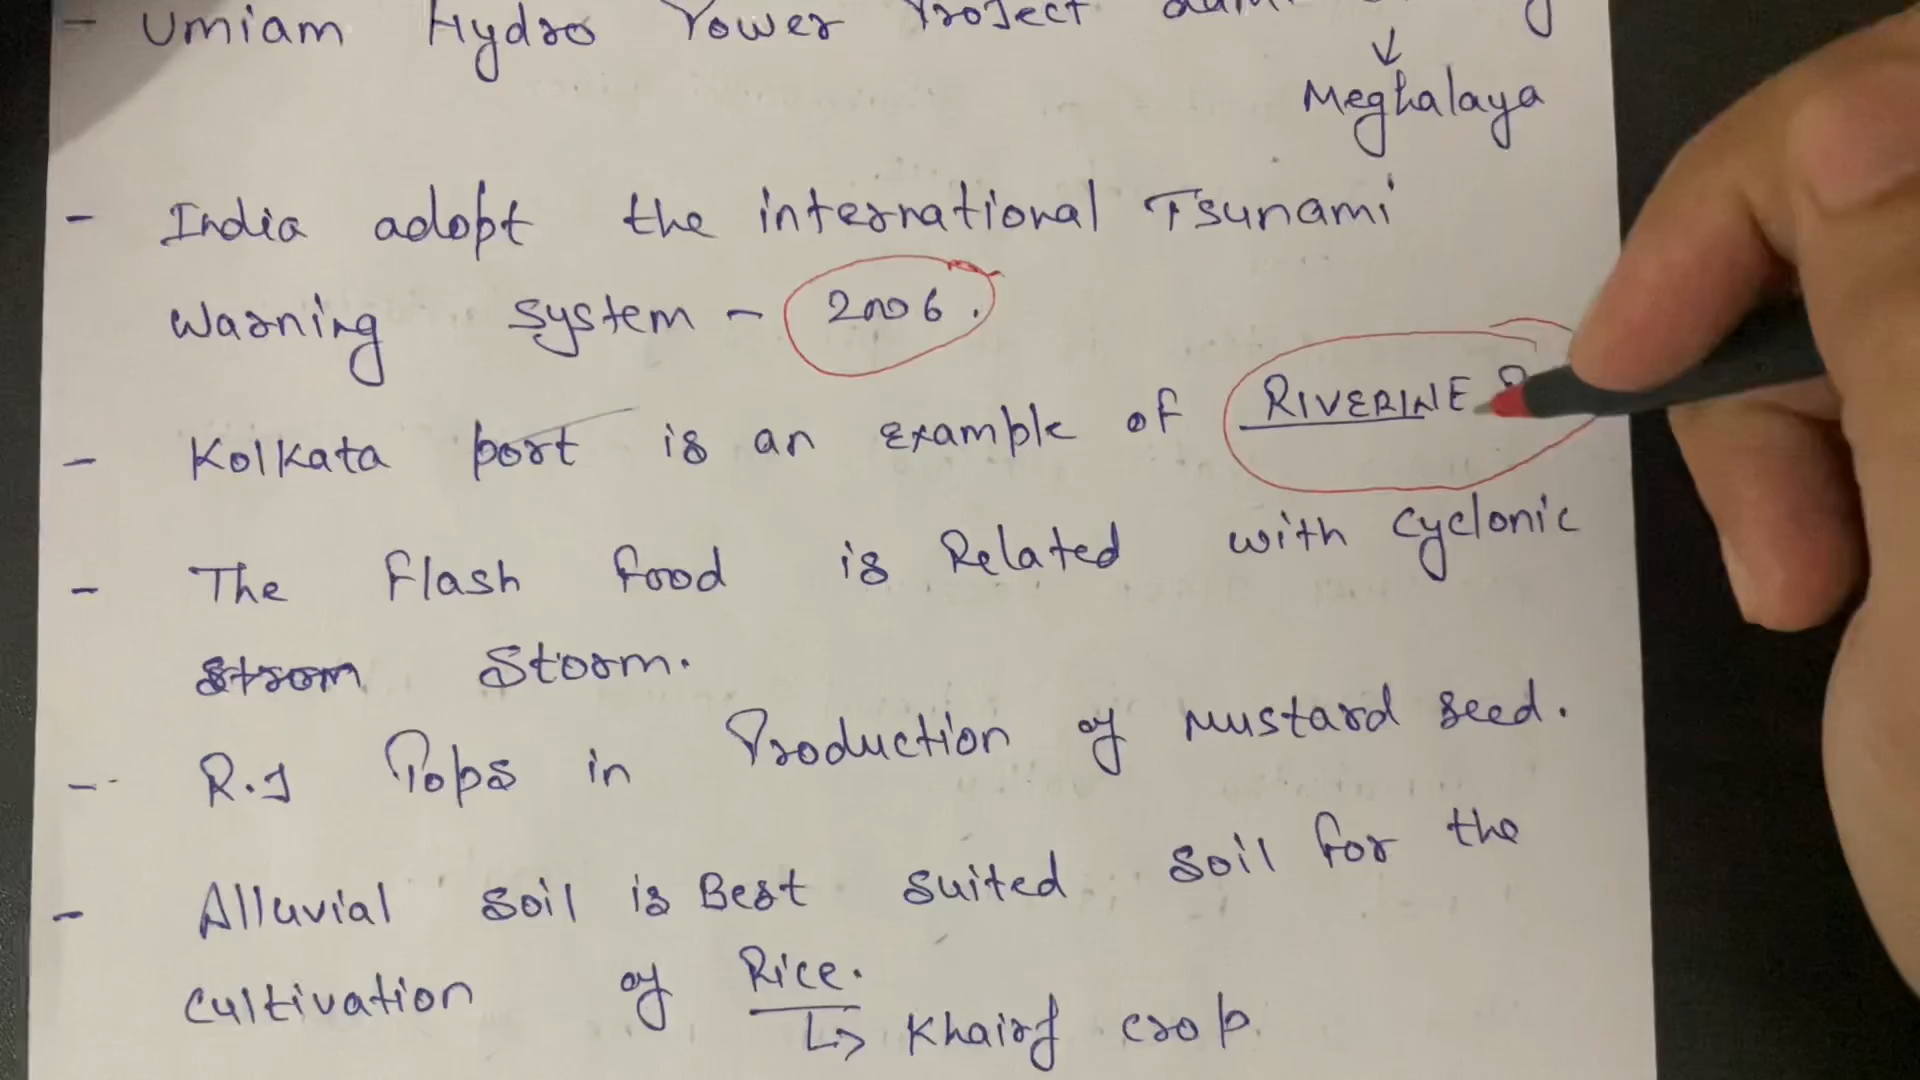 - Umiam Hydro Power Project
↓
Meghalaya
- India adopt the international Tsunami
Warning system - 2006.
- Kolkata port is an example of RIVERINE
- The Flash food is Related with Cyclonic
Strom Storm.
- R.J Tops in Production of Mustard seed.
- Alluvial soil is Best suited soil for the
cultivation of Rice.
↳ Khairf crop.